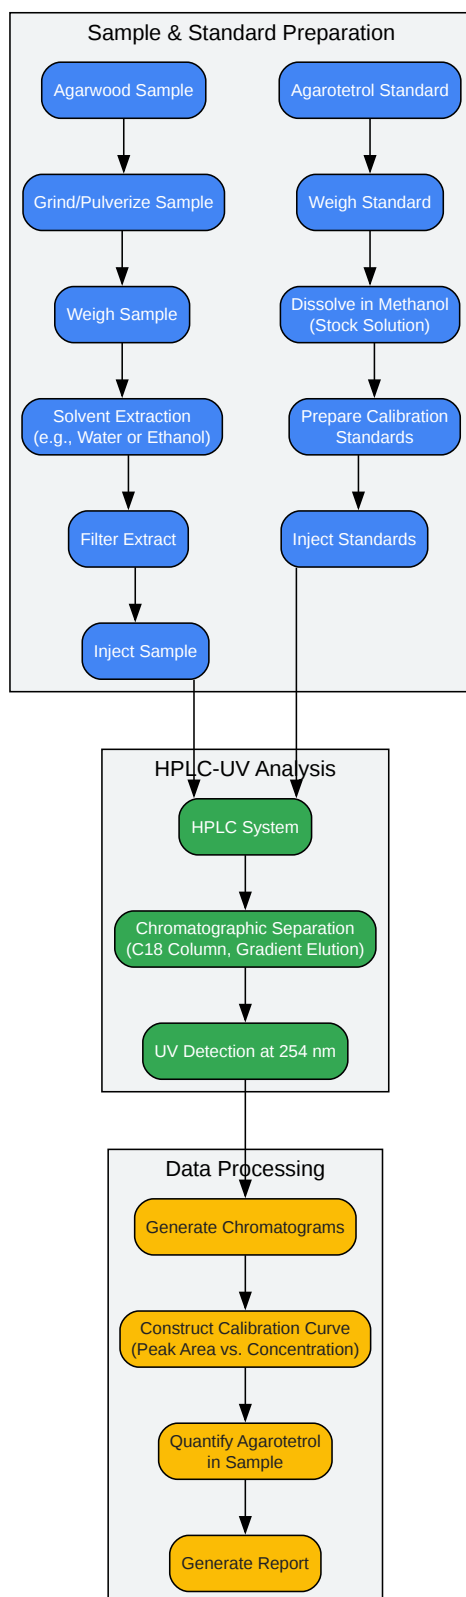 Sample & Standard Preparation
Agarwood Sample
Agarotetrol Standard
Grind/Pulverize Sample
Weigh Standard
Weigh Sample
Dissolve in Methanol
(Stock Solution)
Solvent Extraction
(e.g., Water or Ethanol)
Prepare Calibration
Standards
Filter Extract
Inject Standards
Inject Sample
HPLC-UV Analysis
HPLC System
Chromatographic Separation
(C18 Column, Gradient Elution)
UV Detection at 254 nm
Data Processing
Generate Chromatograms
Construct Calibration Curve
(Peak Area vs. Concentration)
Quantify Agarotetrol
in Sample
Generate Report